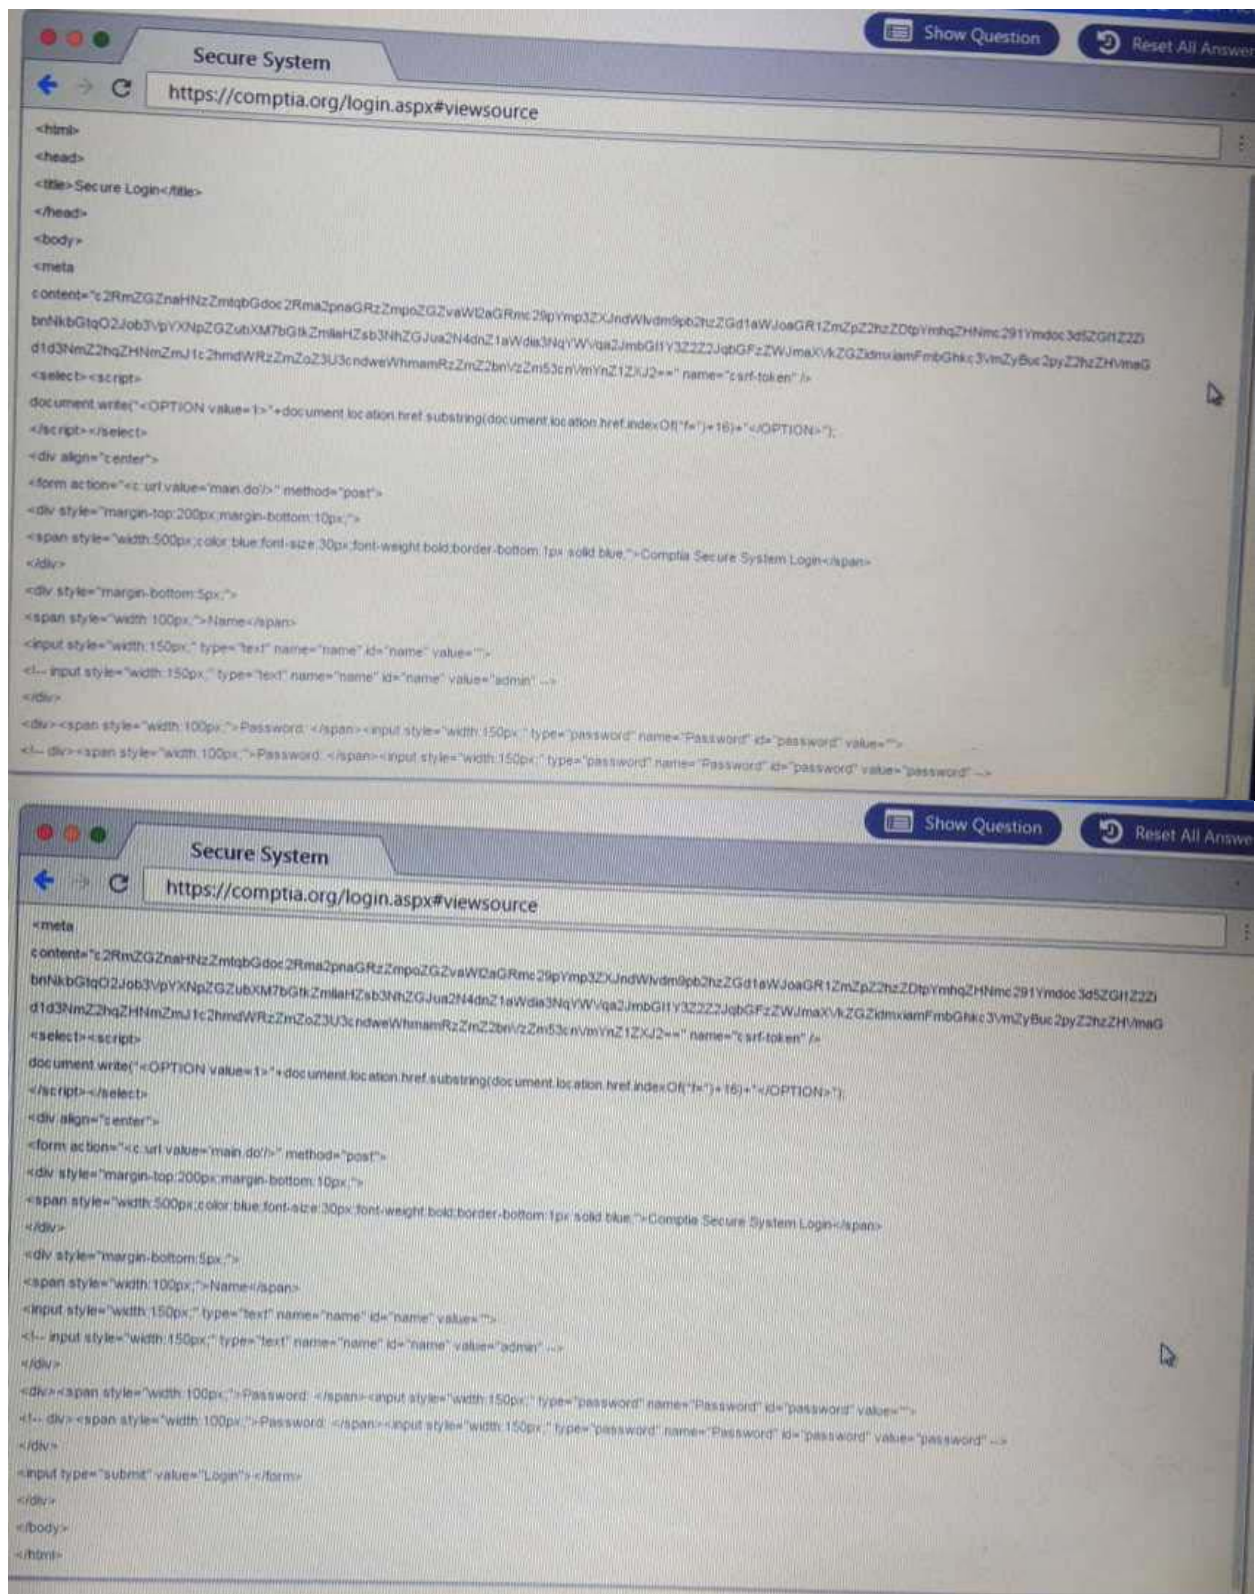 Show Question
Reset All Answer
Secure System
https://comptia.org/login.aspx#viewsource
<html>
<head>
<title>Secure Login</title>
</head>
<body>
<meta
" name="csrf-token" />
<select><script>
document.write("<OPTION value=1>"+document.location.href.substring(document.location.href.indexOf("f=")+16)+"</OPTION>");
</script></select>
<div align="center">
<form action="<c:url value='main.do'/>" method="post">
<div style="margin-top:200px;margin-bottom:10px;">
<span style="width:500px;color:blue;font-size:30px;font-weight:bold;border-bottom:1px solid blue;">Comptia Secure System Login</span>
</div>
<div style="margin-bottom:5px;">
<span style="width:100px;">Name</span>
<input style="width:150px;" type="text" name="name" id="name" value="">
<!-- input style="width:150px;" type="text" name="name" id="name" value="admin" -->
</div>
<div><span style="width:100px;">Password: </span><input style="width:150px;" type="password" name="Password" id="password" value="">
<!-- div><span style="width:100px;">Password: </span><input style="width:150px;" type="password" name="Password" id="password" value="password" -->
Show Question
Reset All Answe
Secure System
https://comptia.org/login.aspx#viewsource
<meta
" name="csrf-token" />
<select><script>
document.write("<OPTION value=1>"+document.location.href.substring(document.location.href.indexOf("f=")+16)+"</OPTION>");
</script></select>
<div align="center">
<form action="<c:url value='main.do'/>" method="post">
<div style="margin-top:200px;margin-bottom:10px;">
<span style="width:500px;color:blue;font-size:30px;font-weight:bold;border-bottom:1px solid blue;">Comptia Secure System Login</span>
</div>
<div style="margin-bottom:5px;">
<span style="width:100px;">Name</span>
<input style="width:150px;" type="text" name="name" id="name" value="">
<!-- input style="width:150px;" type="text" name="name" id="name" value="admin" -->
</div>
<div><span style="width:100px;">Password: </span><input style="width:150px;" type="password" name="Password" id="password" value="">
<!-- div><span style="width:100px;">Password: </span><input style="width:150px;" type="password" name="Password" id="password" value="password" -->
</div>
<input type="submit" value="Login"></form>
</div>
</body>
</html>